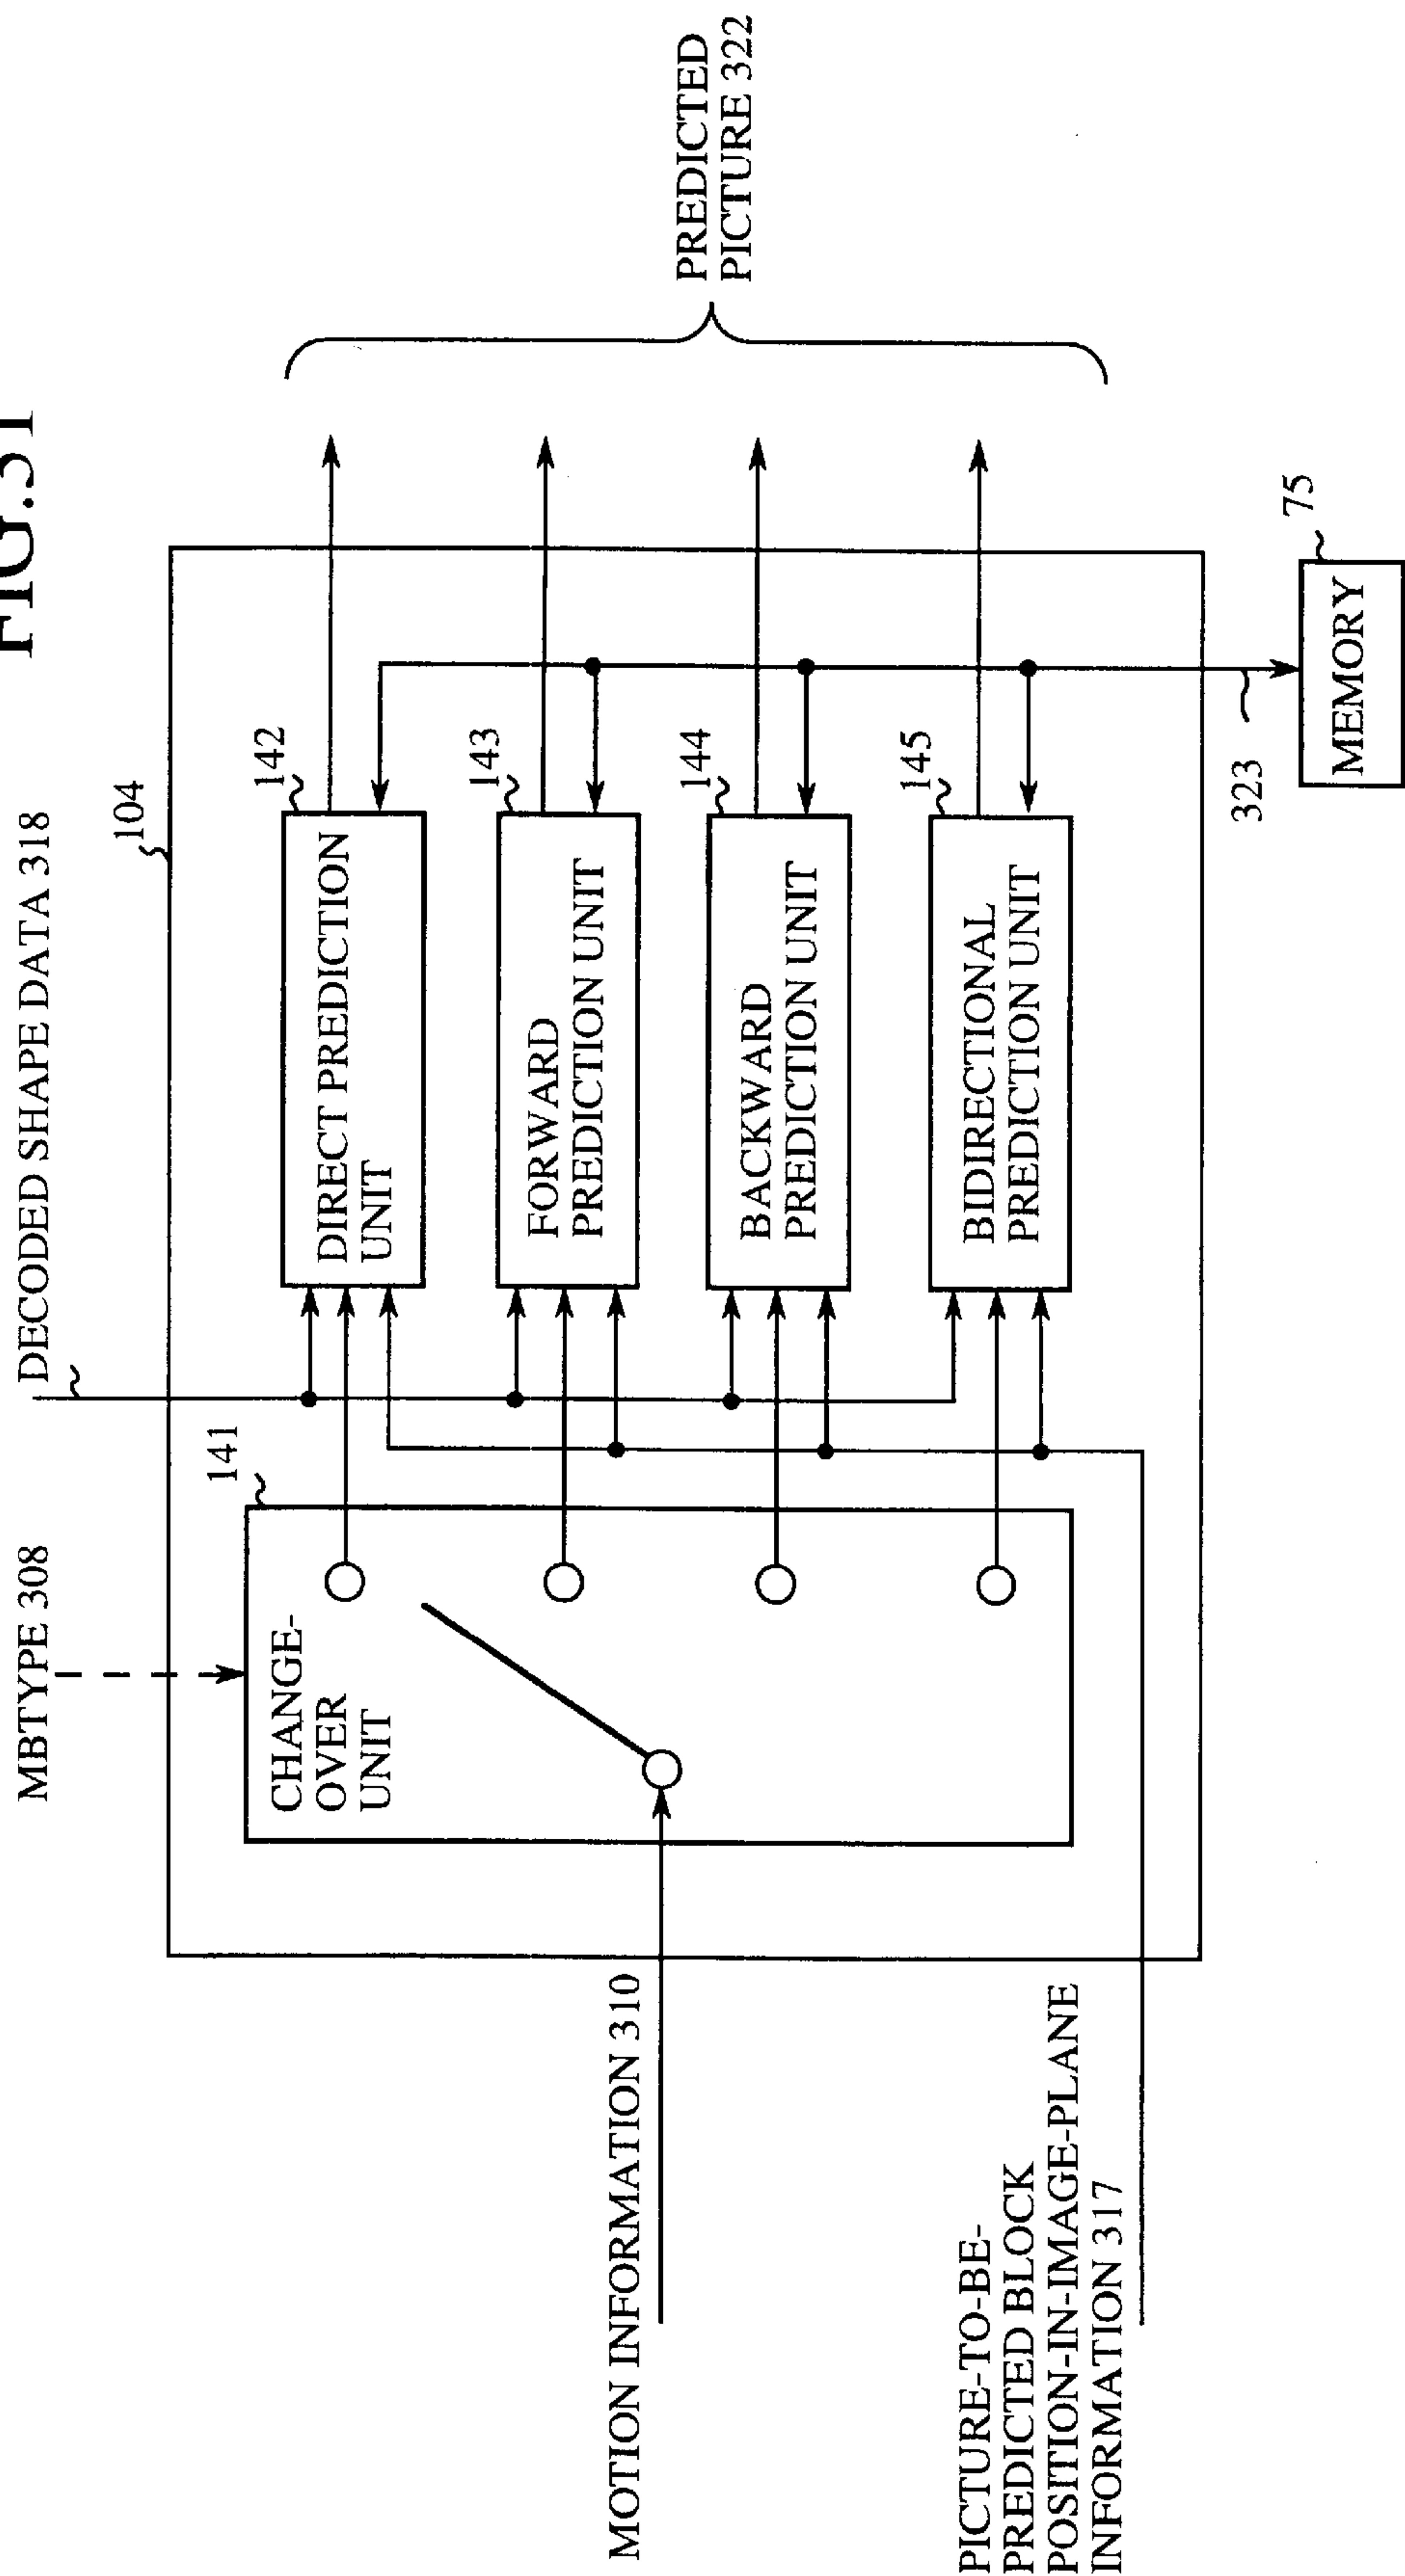 FIG.31
DECODED SHAPE DATA 318
MBTYPE 308
104
141
CHANGE-
OVER
UNIT
142
DIRECT PREDICTION
UNIT
143
FORWARD
PREDICTION UNIT
144
BACKWARD
PREDICTION UNIT
145
BIDIRECTIONAL
PREDICTION UNIT
PREDICTED
PICTURE 322
MOTION INFORMATION 310
PICTURE-TO-BE-
PREDICTED BLOCK
POSITION-IN-IMAGE-PLANE
INFORMATION 317
323
75
MEMORY